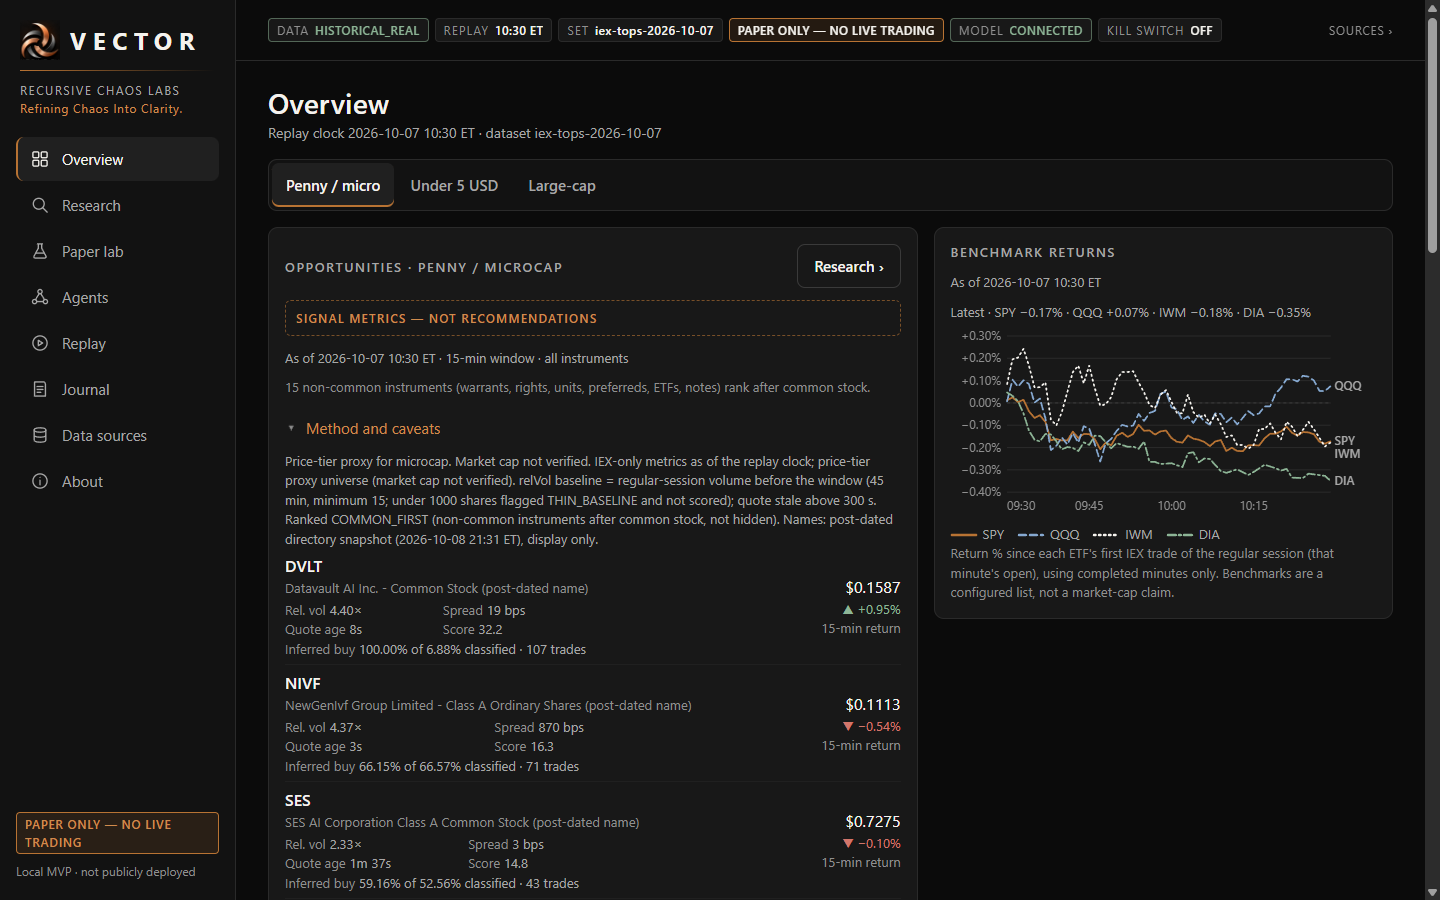 VECTOR
RECURSIVE CHAOS LABS
Refining Chaos Into Clarity.
Overview
Research
Paper lab
Agents
Replay
Journal
Data sources
About
PAPER ONLY — NO LIVE
TRADING
Local MVP · not publicly deployed
DATA HISTORICAL_REAL
REPLAY 10:30 ET
SET iex-tops-2026-10-07
PAPER ONLY — NO LIVE TRADING
MODEL CONNECTED
KILL SWITCH OFF
SOURCES ›
Overview
Replay clock 2026-10-07 10:30 ET · dataset iex-tops-2026-10-07
Penny / micro
Under 5 USD
Large-cap
OPPORTUNITIES · PENNY / MICROCAP
Research ›
SIGNAL METRICS — NOT RECOMMENDATIONS
As of 2026-10-07 10:30 ET · 15-min window · all instruments
15 non-common instruments (warrants, rights, units, preferreds, ETFs, notes) rank after common stock.
▾ Method and caveats
Price-tier proxy for microcap. Market cap not verified. IEX-only metrics as of the replay clock; price-tier
proxy universe (market cap not verified). relVol baseline = regular-session volume before the window (45
min, minimum 15; under 1000 shares flagged THIN_BASELINE and not scored); quote stale above 300 s.
Ranked COMMON_FIRST (non-common instruments after common stock, not hidden). Names: post-dated
directory snapshot (2026-10-08 21:31 ET), display only.
DVLT
Datavault AI Inc. - Common Stock (post-dated name)
$0.1587
Rel. vol 4.40×
Spread 19 bps
▲ +0.95%
Quote age 8s
Score 32.2
15-min return
Inferred buy 100.00% of 6.88% classified · 107 trades
NIVF
NewGenIvf Group Limited - Class A Ordinary Shares (post-dated name)
$0.1113
Rel. vol 4.37×
Spread 870 bps
▼ −0.54%
Quote age 3s
Score 16.3
15-min return
Inferred buy 66.15% of 66.57% classified · 71 trades
SES
SES AI Corporation Class A Common Stock (post-dated name)
$0.7275
Rel. vol 2.33×
Spread 3 bps
▼ −0.10%
Quote age 1m 37s
Score 14.8
15-min return
Inferred buy 59.16% of 52.56% classified · 43 trades
BENCHMARK RETURNS
As of 2026-10-07 10:30 ET
Latest · SPY −0.17% · QQQ +0.07% · IWM −0.18% · DIA −0.35%
+0.30%
+0.20%
+0.10%
0.00%
−0.10%
−0.20%
−0.30%
−0.40%
QQQ
SPY
IWM
DIA
09:30
09:45
10:00
10:15
SPY
QQQ
IWM
DIA
Return % since each ETF's first IEX trade of the regular session (that
minute's open), using completed minutes only. Benchmarks are a
configured list, not a market-cap claim.